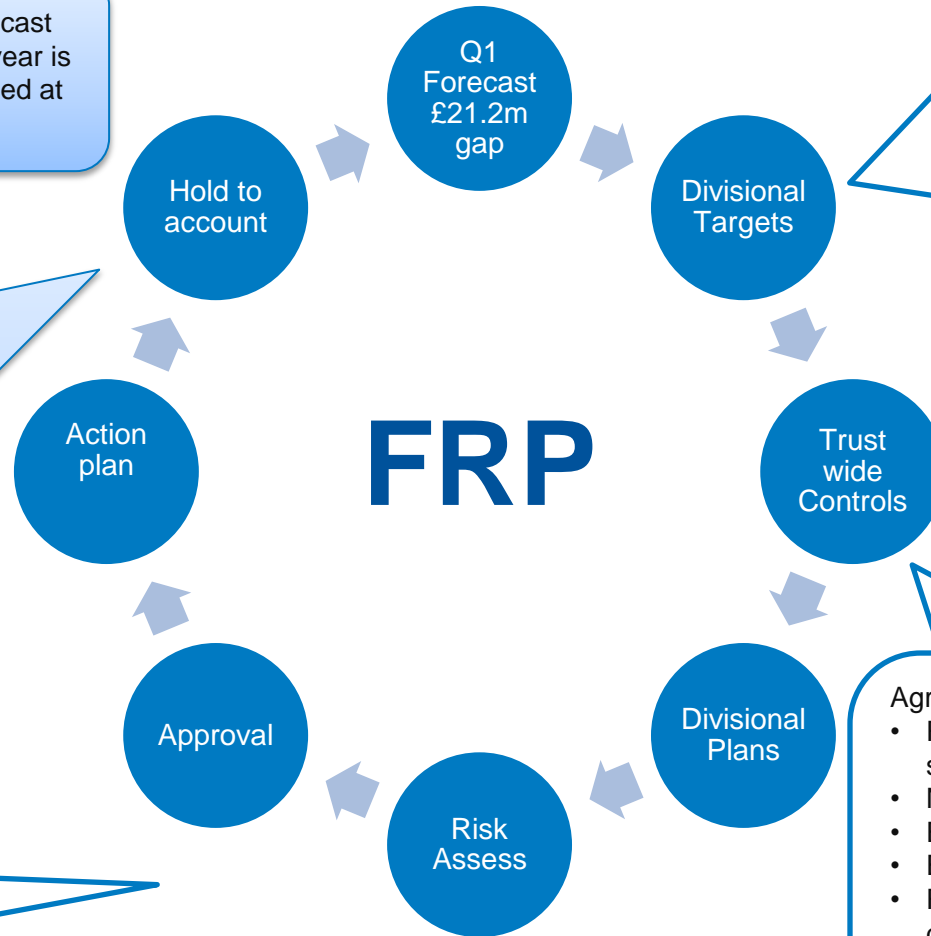 cast
year is
ed at
Q1
Forecast
£21.2m
gap
Divisional
Targets
Trust
wide
Controls
Divisional
Plans
Risk
Assess
Approval
Action
plan
Hold to
account
FRP
Agr
•
•
•
•
•